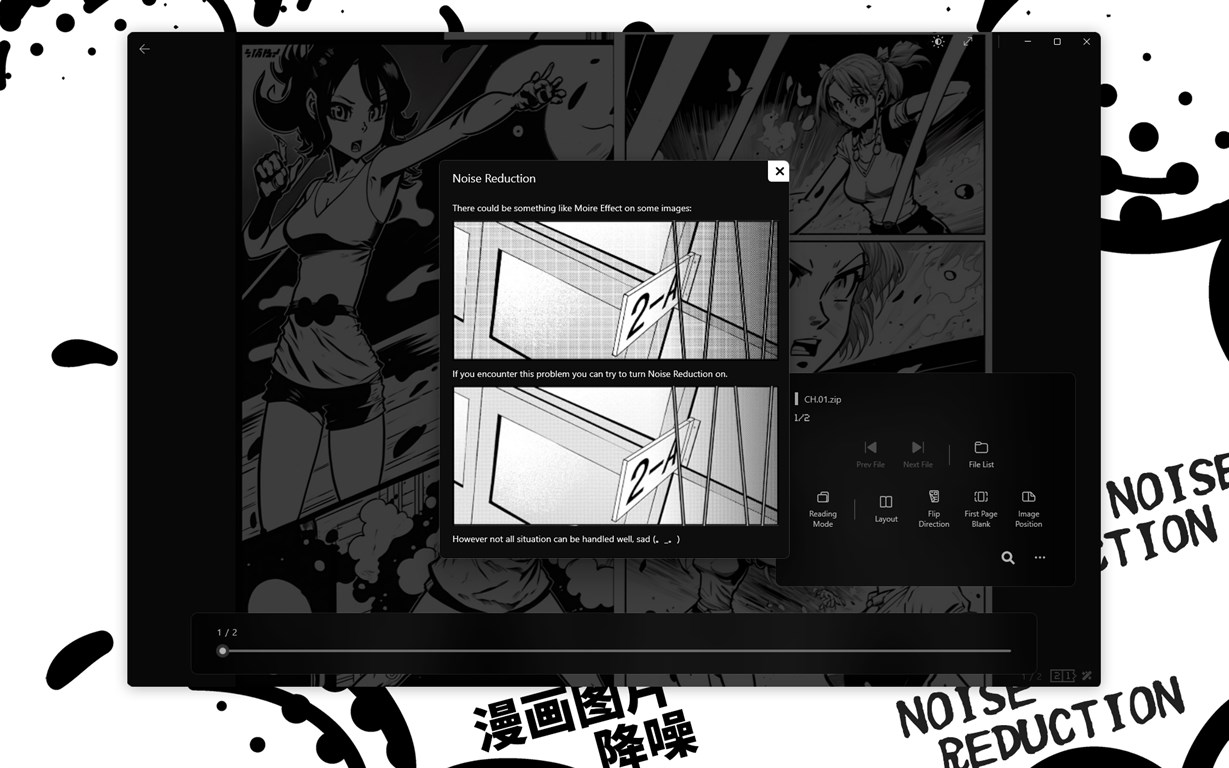 Noise Reduction
There could be something like Moire Effect on some images:
2-A
If you encounter this problem you can try to turn Noise Reduction on.
2-A
However not all situation can be handled well, sad (。_。)
CH.01.zip
1/2
Prev File
Next File
File List
Reading
Mode
Layout
Flip
Direction
First Page
Blank
Image
Position
1 / 2
1 / 2
2|1
NOISE
CTION
漫画图片
降噪
NOISE
REDUCTION